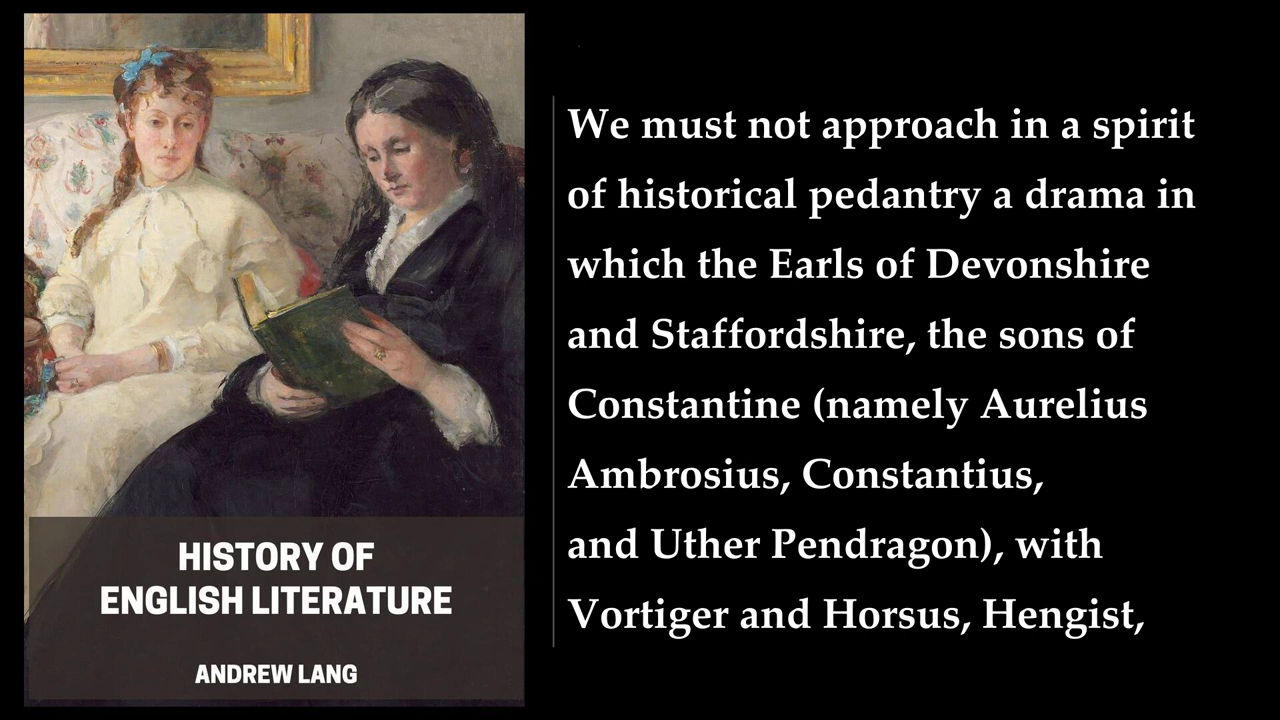 HISTORY OF
ENGLISH LITERATURE
ANDREW LANG
We must not approach in a spirit
of historical pedantry a drama in
which the Earls of Devonshire
and Staffordshire, the sons of
Constantine (namely Aurelius
Ambrosius, Constantius,
and Uther Pendragon), with
Vortiger and Horsus, Hengist,